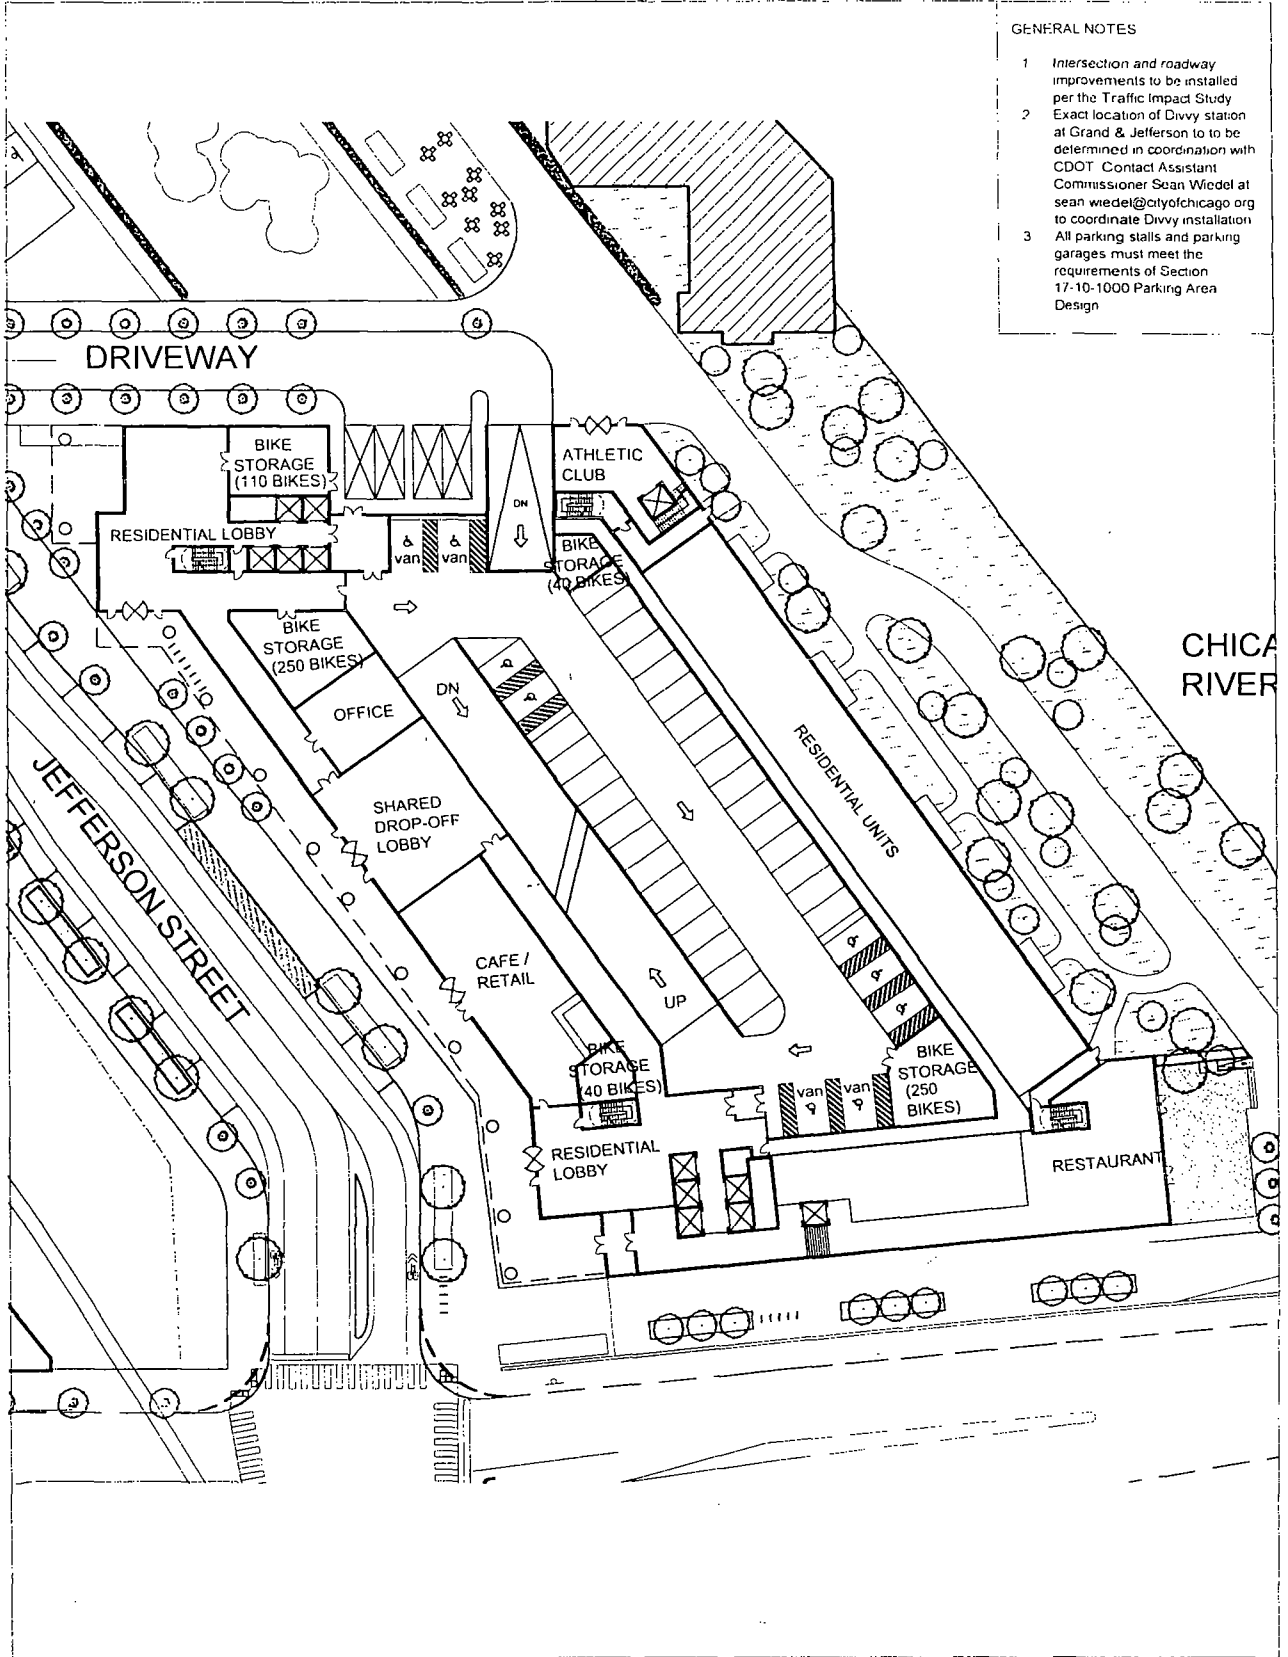 GENERAL NOTES
1 Intersection and roadway
improvements to be installed
per the Traffic Impact Study
2 Exact location of Divvy station
at Grand & Jefferson to to be
determined in coordination with
CDOT Contact Assistant
Commissioner Sean Wiedel at
sean wiedel@cityofchicago org
to coordinate Divvy installation
3 All parking stalls and parking
garages must meet the
requirements of Section
17-10-1000 Parking Area
Design
DRIVEWAY
BIKE
STORAGE
(110 BIKES)
ATHLETIC
CLUB
DN
RESIDENTIAL LOBBY
van
van
BIKE
STORAGE
(40 BIKES)
BIKE
STORAGE
(250 BIKES)
CHICA
RIVER
DN
OFFICE
RESIDENTIAL UNITS
JEFFERSON STREET
SHARED
DROP-OFF
LOBBY
CAFE /
RETAIL
UP
BIKE
STORAGE
(40 BIKES)
BIKE
STORAGE
(250
BIKES)
van
van
RESIDENTIAL
LOBBY
RESTAURANT